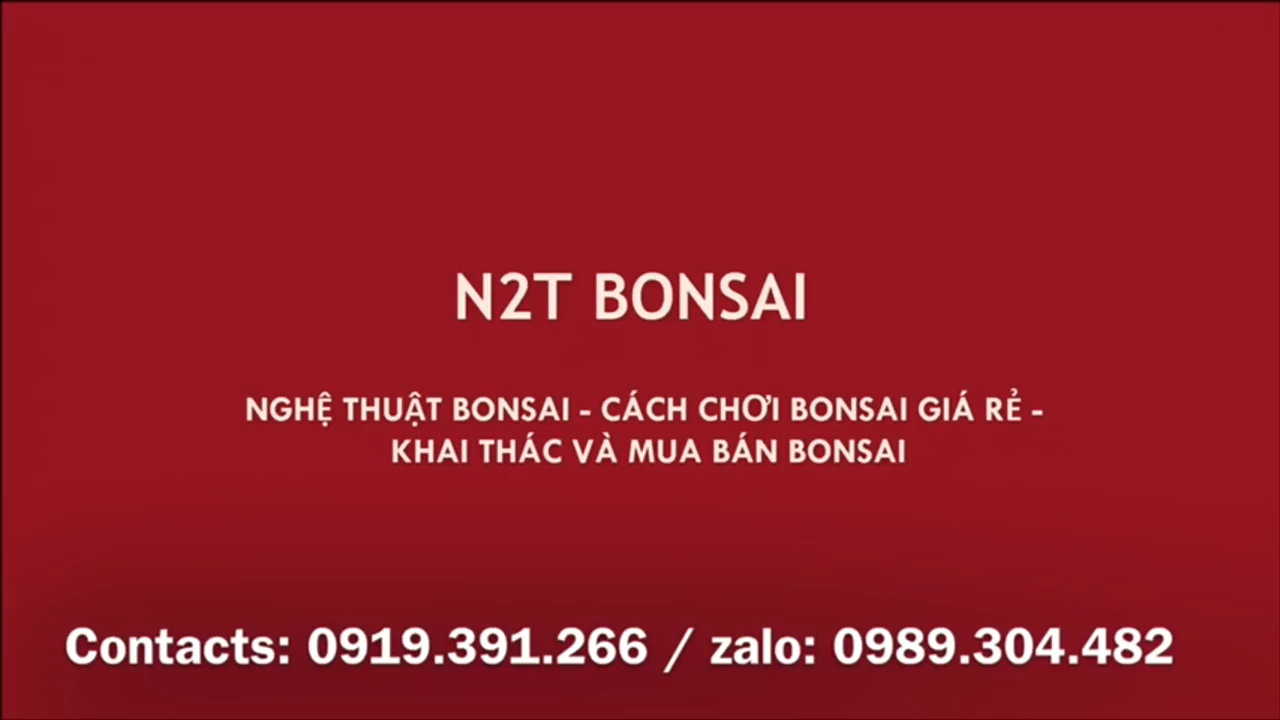 N2T BONSAI
NGHỆ THUẬT BONSAI - CÁCH CHƠI BONSAI GIÁ RẺ -
KHAI THÁC VÀ MUA BÁN BONSAI
Contacts: 0919.391.266 / zalo: 0989.304.482